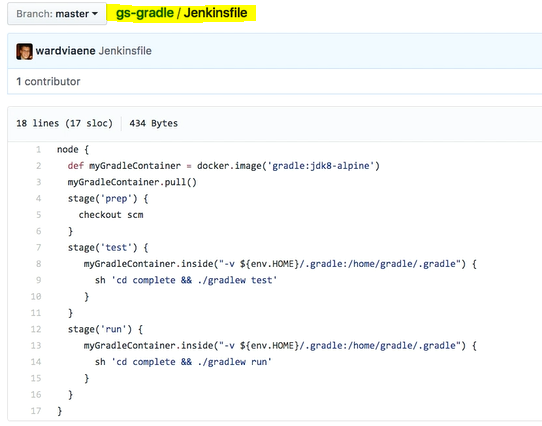 Branch: master gs-gradle / Jenkinsfile
wardviaene Jenkinsfile
1 contributor
18 lines (17 sloc) 434 Bytes
1 node {
2 def myGradleContainer = docker.image('gradle:jdk8-alpine')
3 myGradleContainer.pull()
4 stage('prep') {
5 checkout scm
6 }
7 stage('test') {
8 myGradleContainer.inside("-v ${env.HOME}/.gradle:/home/gradle/.gradle") {
9 sh 'cd complete && ./gradlew test'
10 }
11 }
12 stage('run') {
13 myGradleContainer.inside("-v ${env.HOME}/.gradle:/home/gradle/.gradle") {
14 sh 'cd complete && ./gradlew run'
15 }
16 }
17 }